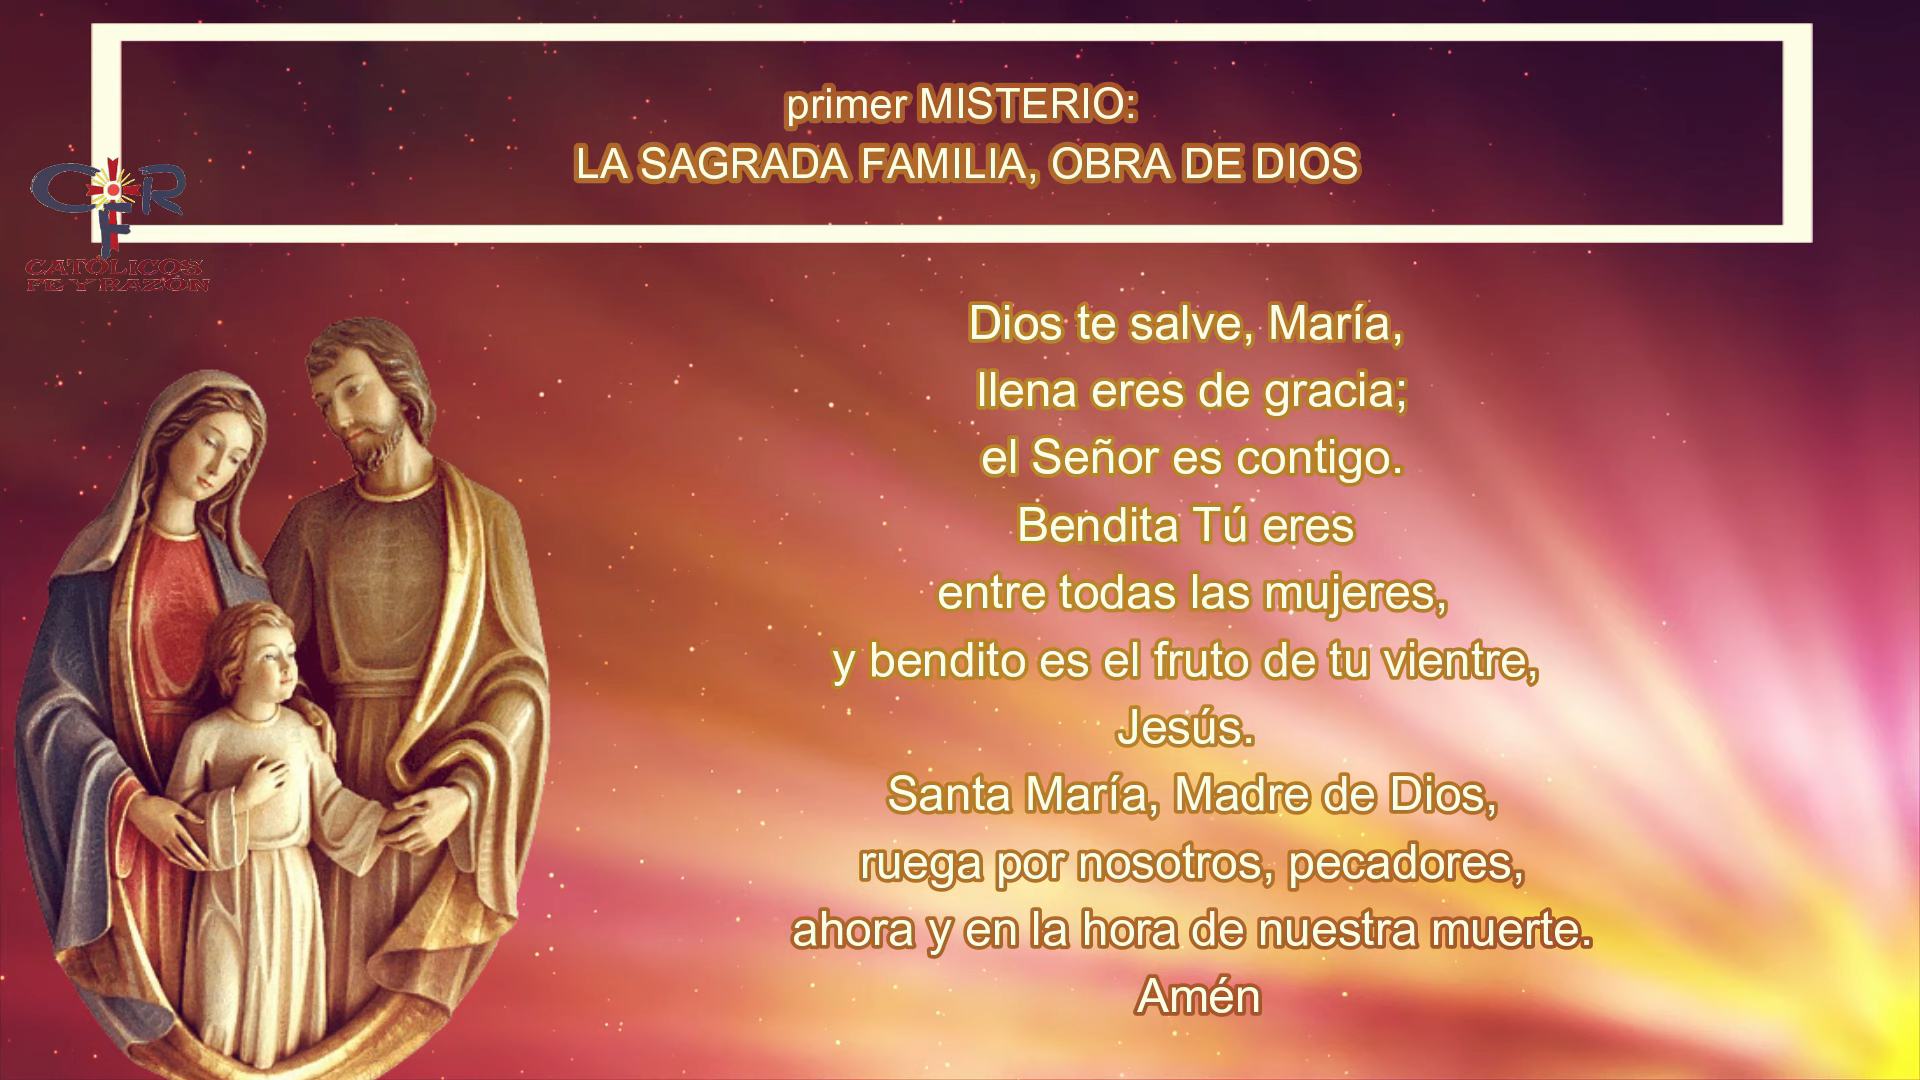 primer MISTERIO:
LA SAGRADA FAMILIA, OBRA DE DIOS
CFR
CATÓLICOS
FE Y RAZÓN
Dios te salve, María,
llena eres de gracia;
el Señor es contigo.
Bendita Tú eres
entre todas las mujeres,
y bendito es el fruto de tu vientre,
Jesús.
Santa María, Madre de Dios,
ruega por nosotros, pecadores,
ahora y en la hora de nuestra muerte.
Amén